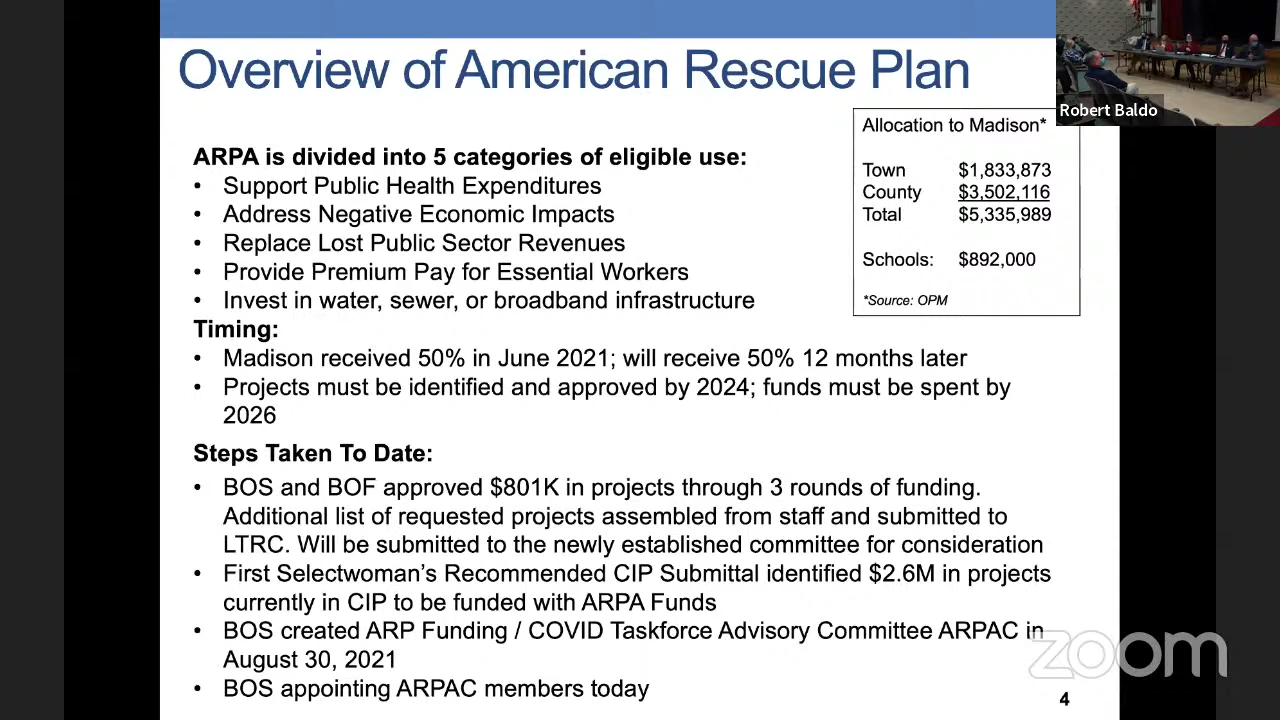 Overview of American Rescue Plan
Robert Baldo
Allocation to Madison*
Town $1,833,873
County $3,502,116
Total $5,335,989
Schools: $892,000
*Source: OPM
ARPA is divided into 5 categories of eligible use:
• Support Public Health Expenditures
• Address Negative Economic Impacts
• Replace Lost Public Sector Revenues
• Provide Premium Pay for Essential Workers
• Invest in water, sewer, or broadband infrastructure
Timing:
• Madison received 50% in June 2021; will receive 50% 12 months later
• Projects must be identified and approved by 2024; funds must be spent by
2026
Steps Taken To Date:
• BOS and BOF approved $801K in projects through 3 rounds of funding.
Additional list of requested projects assembled from staff and submitted to
LTRC. Will be submitted to the newly established committee for consideration
• First Selectwoman’s Recommended CIP Submittal identified $2.6M in projects
currently in CIP to be funded with ARPA Funds
• BOS created ARP Funding / COVID Taskforce Advisory Committee ARPAC in
August 30, 2021
• BOS appointing ARPAC members today
zoom
4